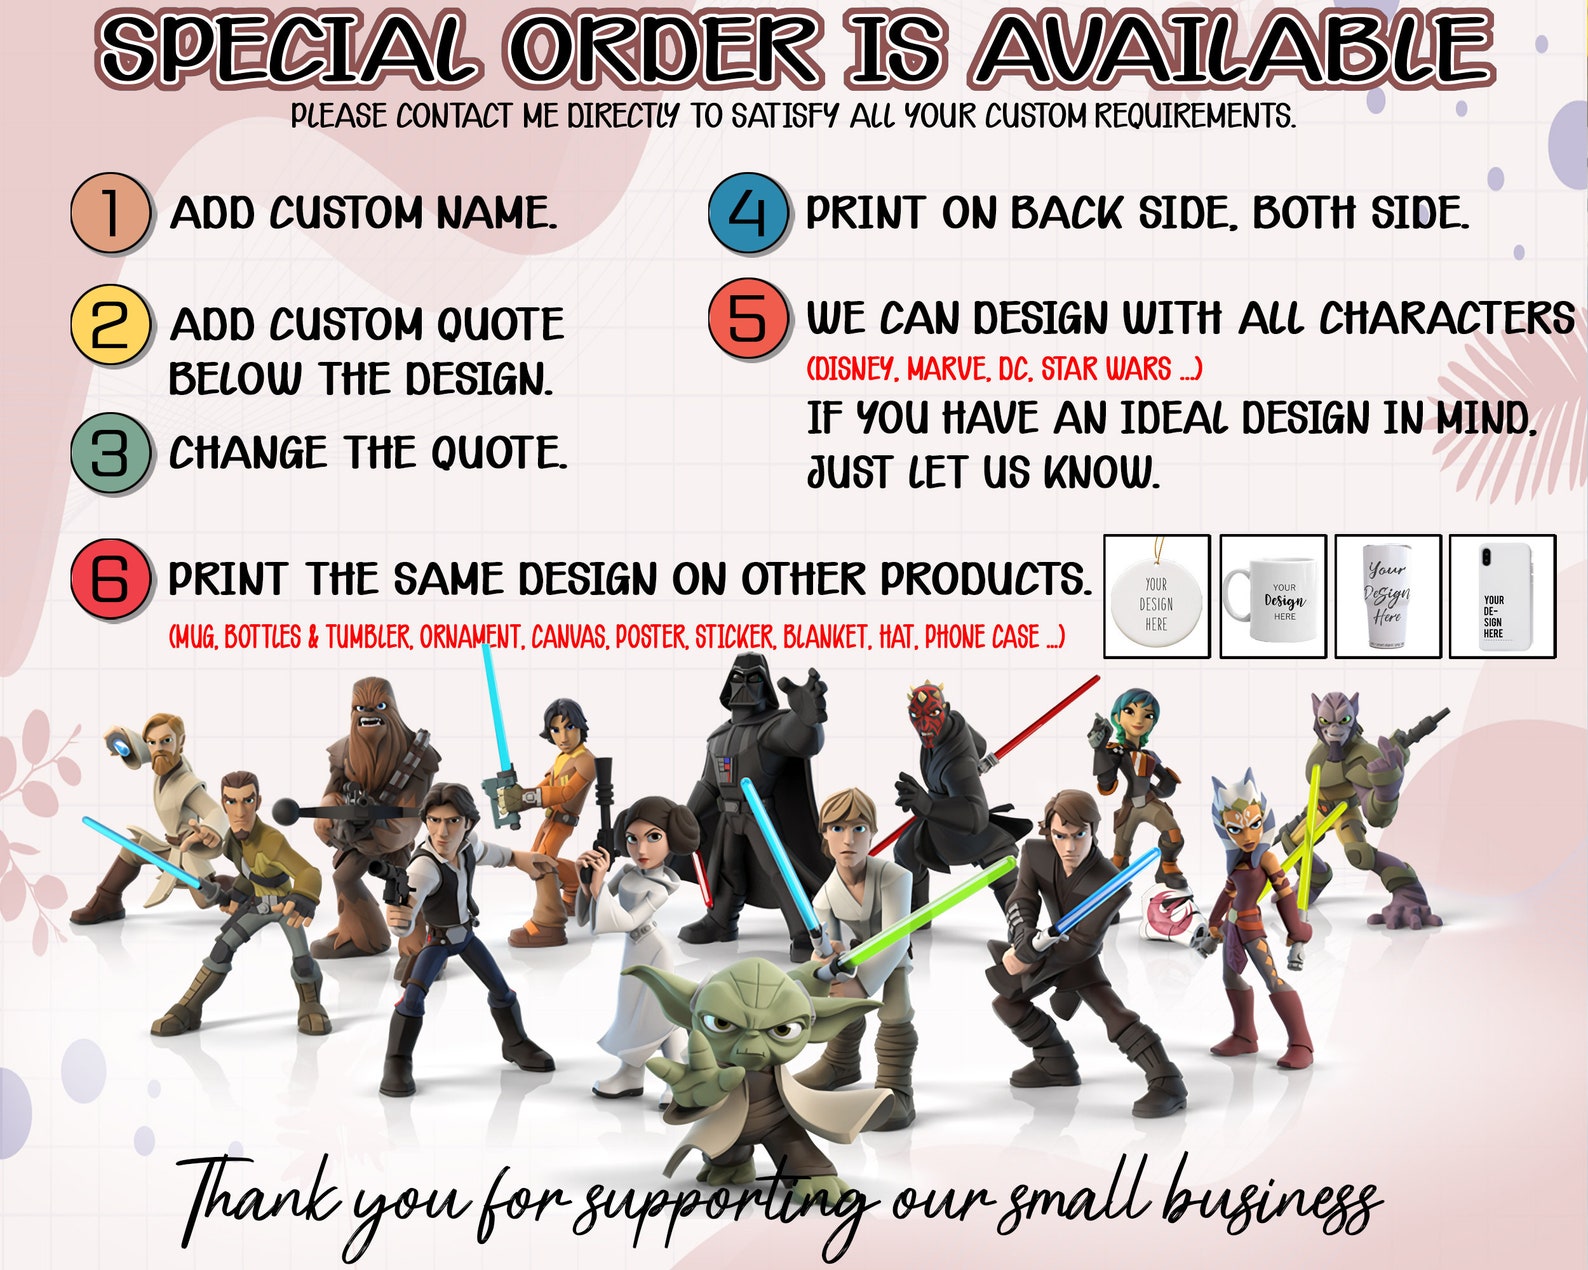 SPECIAL ORDER IS AVAILABLE
PLEASE CONTACT ME DIRECTLY TO SATISFY ALL YOUR CUSTOM REQUIREMENTS.
1 ADD CUSTOM NAME.
2 ADD CUSTOM QUOTE
BELOW THE DESIGN.
3 CHANGE THE QUOTE.
4 PRINT ON BACK SIDE, BOTH SIDE.
5 WE CAN DESIGN WITH ALL CHARACTERS
(DISNEY, MARVE, DC, STAR WARS ...)
IF YOU HAVE AN IDEAL DESIGN IN MIND,
JUST LET US KNOW.
6 PRINT THE SAME DESIGN ON OTHER PRODUCTS.
(MUG, BOTTLES & TUMBLER, ORNAMENT, CANVAS, POSTER, STICKER, BLANKET, HAT, PHONE CASE ...)
YOUR
DESIGN
HERE
YOUR
Design
HERE
Your
Design
Here
YOUR
DE-
SIGN
HERE
Thank you for supporting our small business